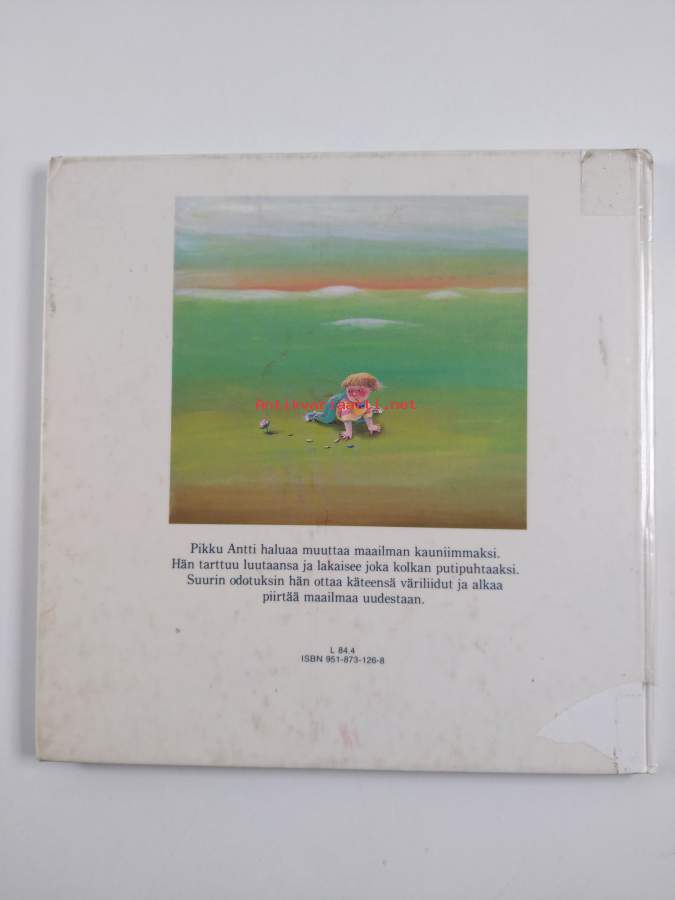 Antikvariaatti.net
Pikku Antti haluaa muuttaa maailman kauniimmaksi.
Hän tarttuu luutaansa ja lakaisee joka kolkan putipuhtaaksi.
Suurin odotuksin hän ottaa käteensä väriliidut ja alkaa
piirtää maailmaa uudestaan.
L 84.4
ISBN 951-873-126-8